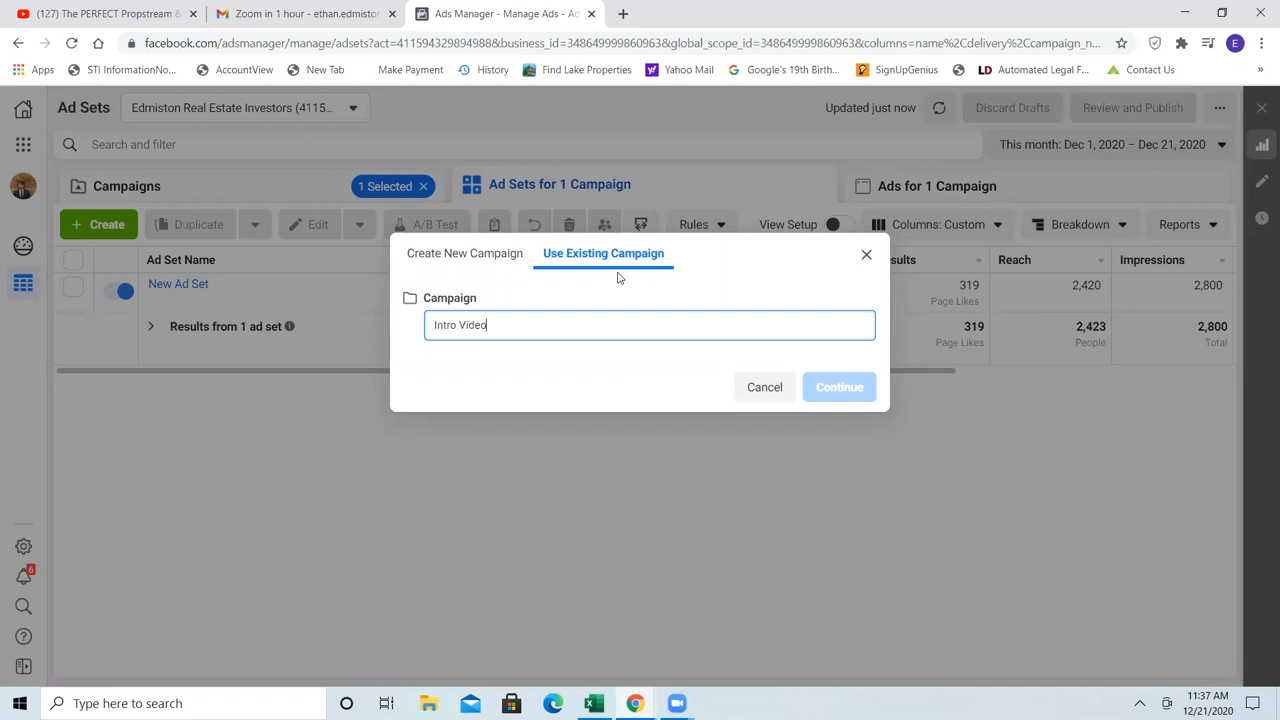 (127) The PERFECT Propstream &
Zoom in 1 hour - ethan.edmistor
Ads Manager - Manage Ads - Ad
facebook.com/adsmanager/manage/adsets?act=411594329894988&business_id=348649999860963&global_scope_id=348649999860963&columns=name%2Cdelivery%2Ccampaign_n...
E
Apps
STI InformationNo...
AccountView
New Tab
Make Payment
History
Find Lake Properties
Yahoo Mail
Google's 19th Birth...
SignUpGenius
LD Automated Legal F...
Contact Us
Ad Sets
Edmiston Real Estate Investors (4115...
Updated just now
Discard Drafts
Review and Publish
Search and filter
This month: Dec 1, 2020 – Dec 21, 2020
Campaigns
1 Selected
Ad Sets for 1 Campaign
Ads for 1 Campaign
+ Create
Duplicate
Edit
A/B Test
Rules
View Setup
Columns: Custom
Breakdown
Reports
Ad Set Name
sults
Reach
Impressions
New Ad Set
319
Page Likes
2,420
2,800
Results from 1 ad set
319
Page Likes
2,423
People
2,800
Total
Create New Campaign
Use Existing Campaign
Campaign
Intro Video
Cancel
Continue
6
Type here to search
11:37 AM
12/21/2020